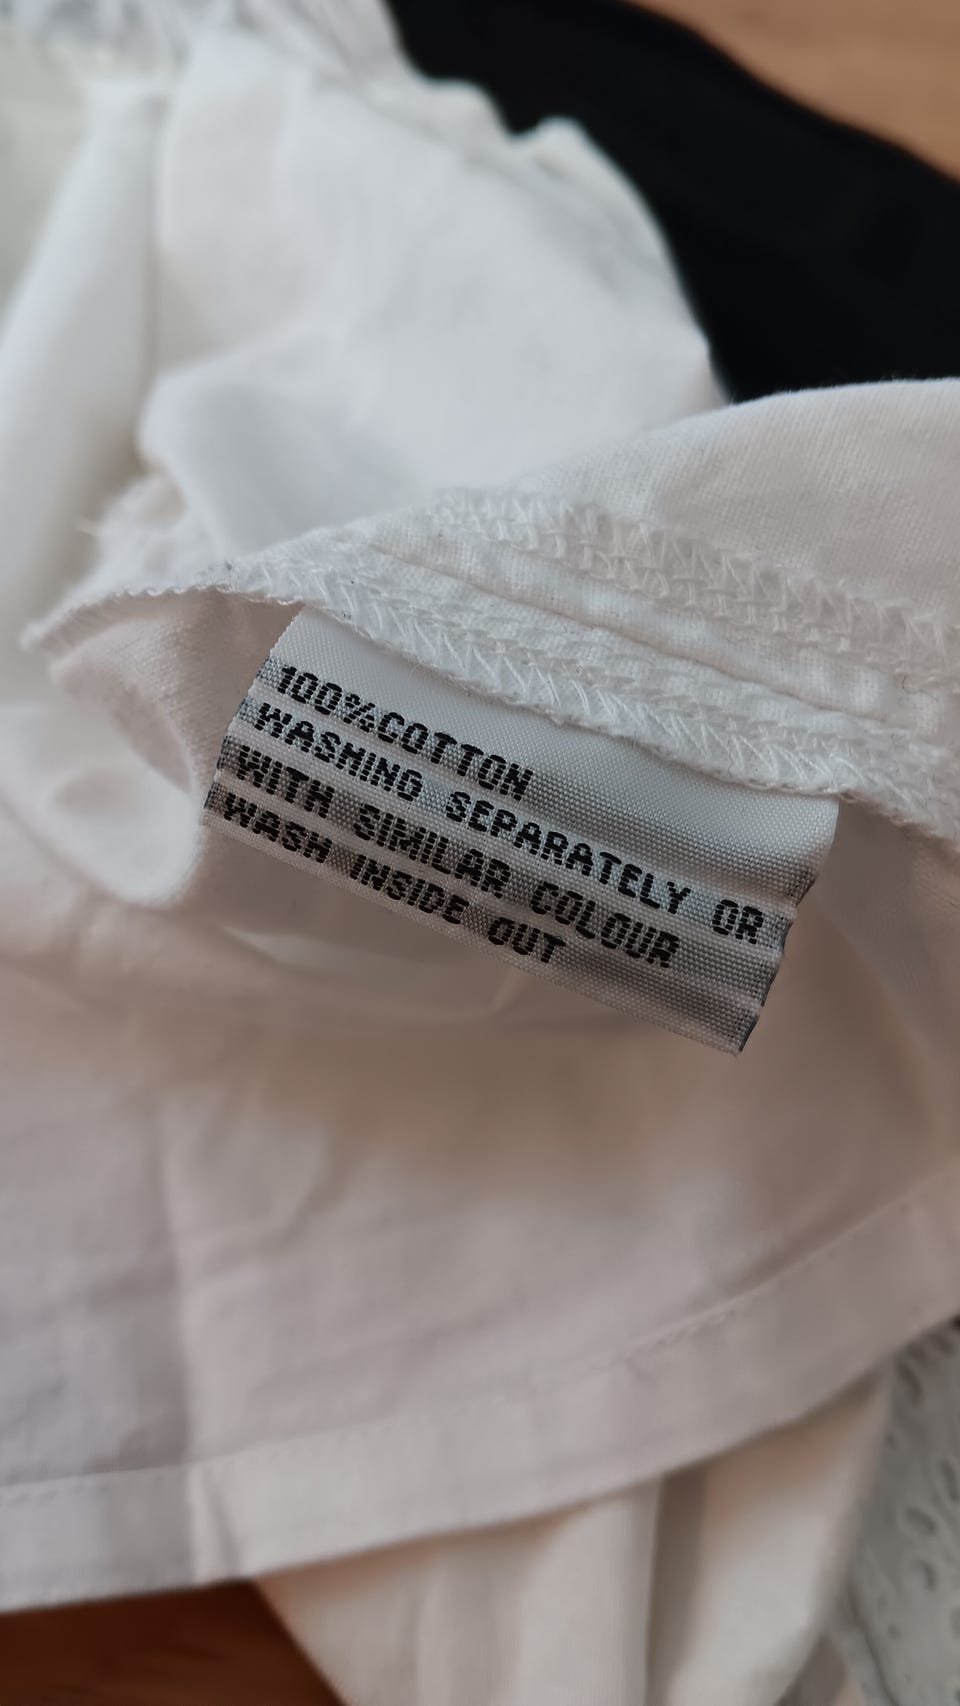 100%COTTON
WASHING SEPARATELY OR
WITH SIMILAR COLOUR
WASH INSIDE OUT